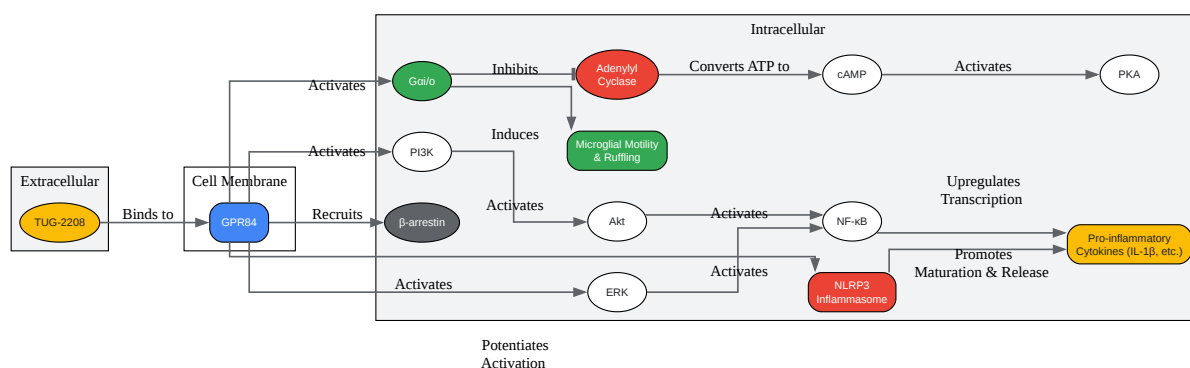 Intracellular
Gαi/o
Inhibits
Adenylyl
Cyclase
Converts ATP to
cAMP
Activates
PKA
Activates
PI3K
Activates
Induces
Microglial Motility
& Ruffling
Extracellular
TUG-2208
Binds to
Cell Membrane
GPR84
Recruits
β-arrestin
Activates
Akt
Activates
NF-κB
Upregulates
Transcription
Pro-inflammatory
Cytokines (IL-1β, etc.)
Promotes
Maturation & Release
Activates
ERK
Activates
NLRP3
Inflammasome
Potentiates
Activation